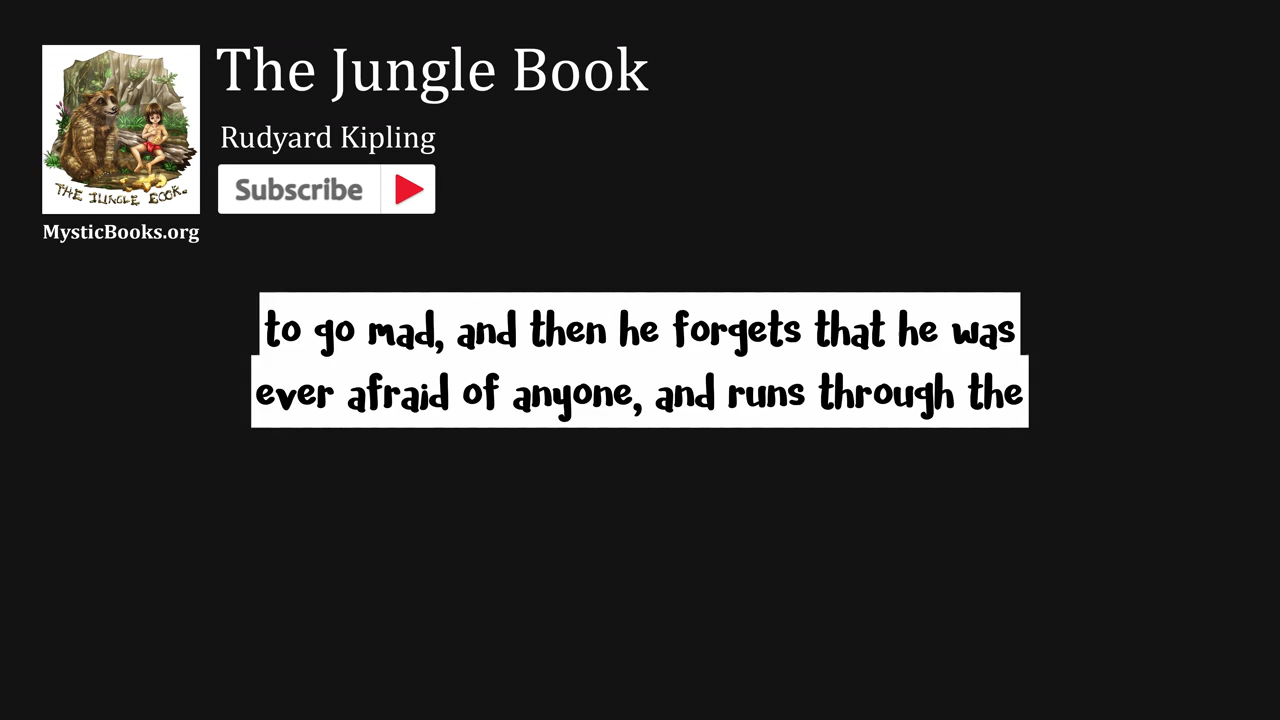 The Jungle Book
Rudyard Kipling
Subscribe
THE JUNGLE BOOK.
MysticBooks.org
to go mad, and then he forgets that he was
ever afraid of anyone, and runs through the